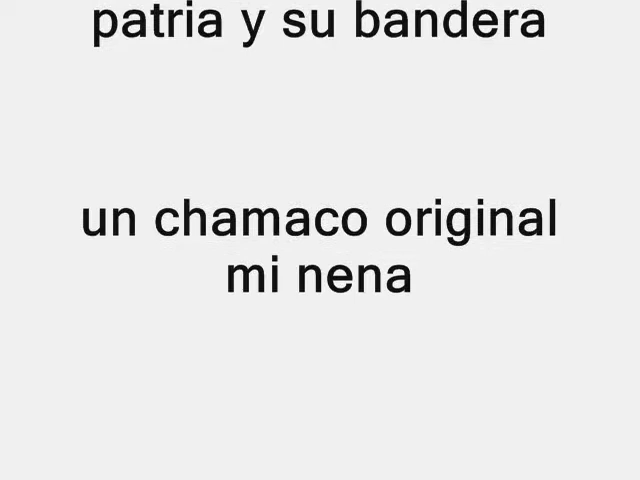 patria y su bandera
un chamaco original
mi nena